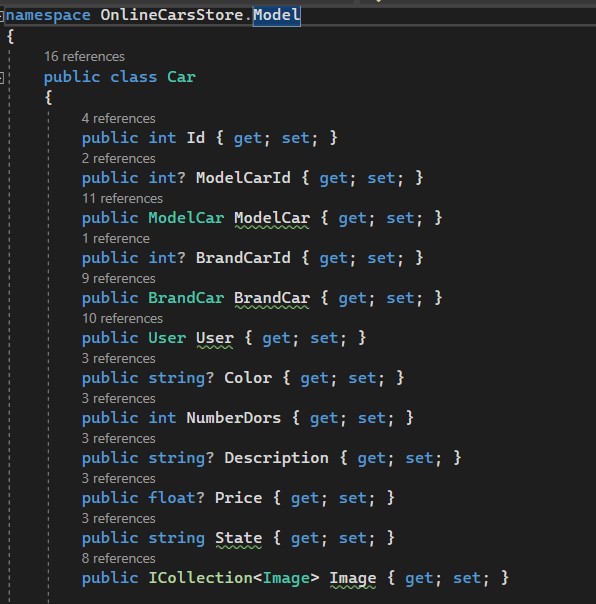 namespace OnlineCarsStore.Model
{
16 references
public class Car
{
4 references
public int Id { get; set; }
2 references
public int? ModelCarId { get; set; }
11 references
public ModelCar ModelCar { get; set; }
1 reference
public int? BrandCarId { get; set; }
9 references
public BrandCar BrandCar { get; set; }
10 references
public User User { get; set; }
3 references
public string? Color { get; set; }
3 references
public int NumberDors { get; set; }
3 references
public string? Description { get; set; }
3 references
public float? Price { get; set; }
3 references
public string State { get; set; }
8 references
public ICollection<Image> Image { get; set; }